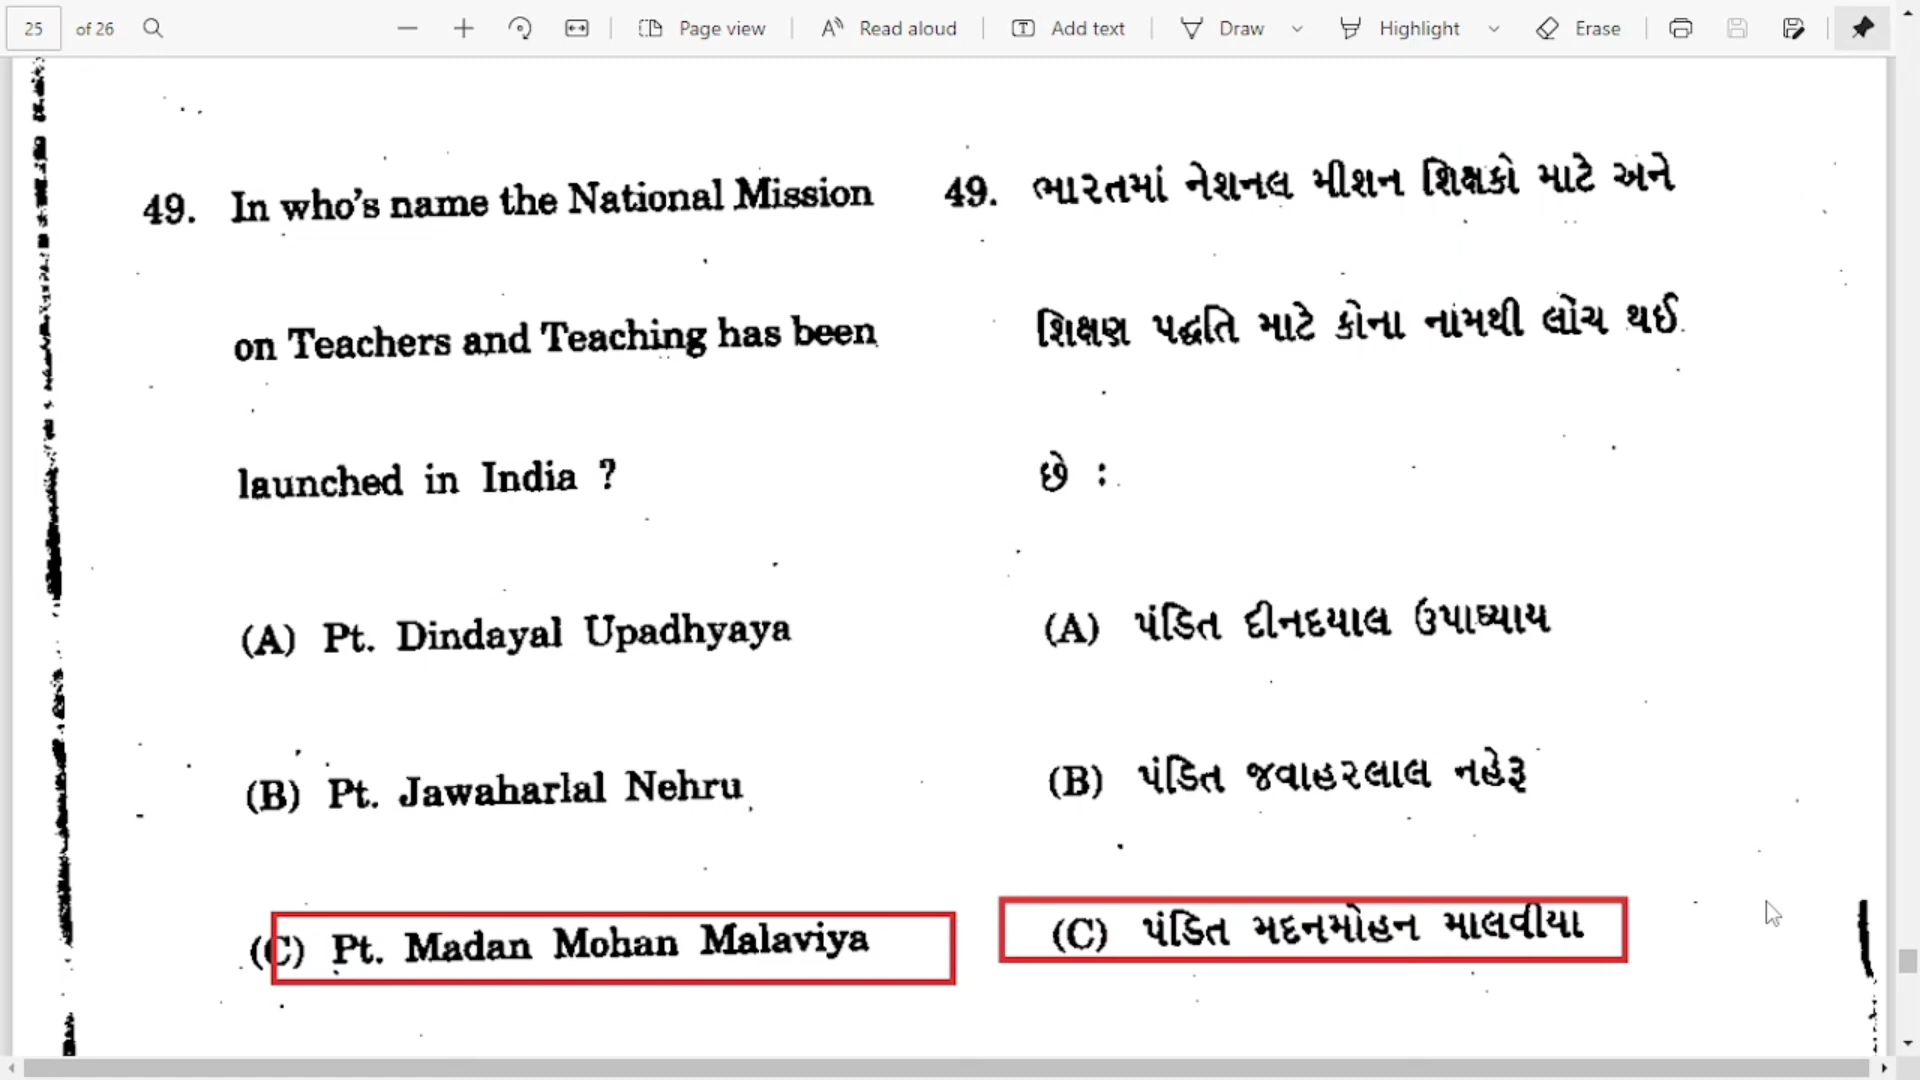 25 of 26 Page view Read aloud Add text Draw Highlight Erase
49. In who's name the National Mission
on Teachers and Teaching has been
launched in India ?
(A) Pt. Dindayal Upadhyaya
(B) Pt. Jawaharlal Nehru
(C) Pt. Madan Mohan Malaviya
49. ભારતમાં નેશનલ મીશન શિક્ષકો માટે અને
શિક્ષણ પદ્ધતિ માટે કોના નામથી લોંચ થઈ
છે :
(A) પંડિત દીનદયાલ ઉપાધ્યાય
(B) પંડિત જવાહરલાલ નહેરૂ
(C) પંડિત મદનમોહન માલવીયા